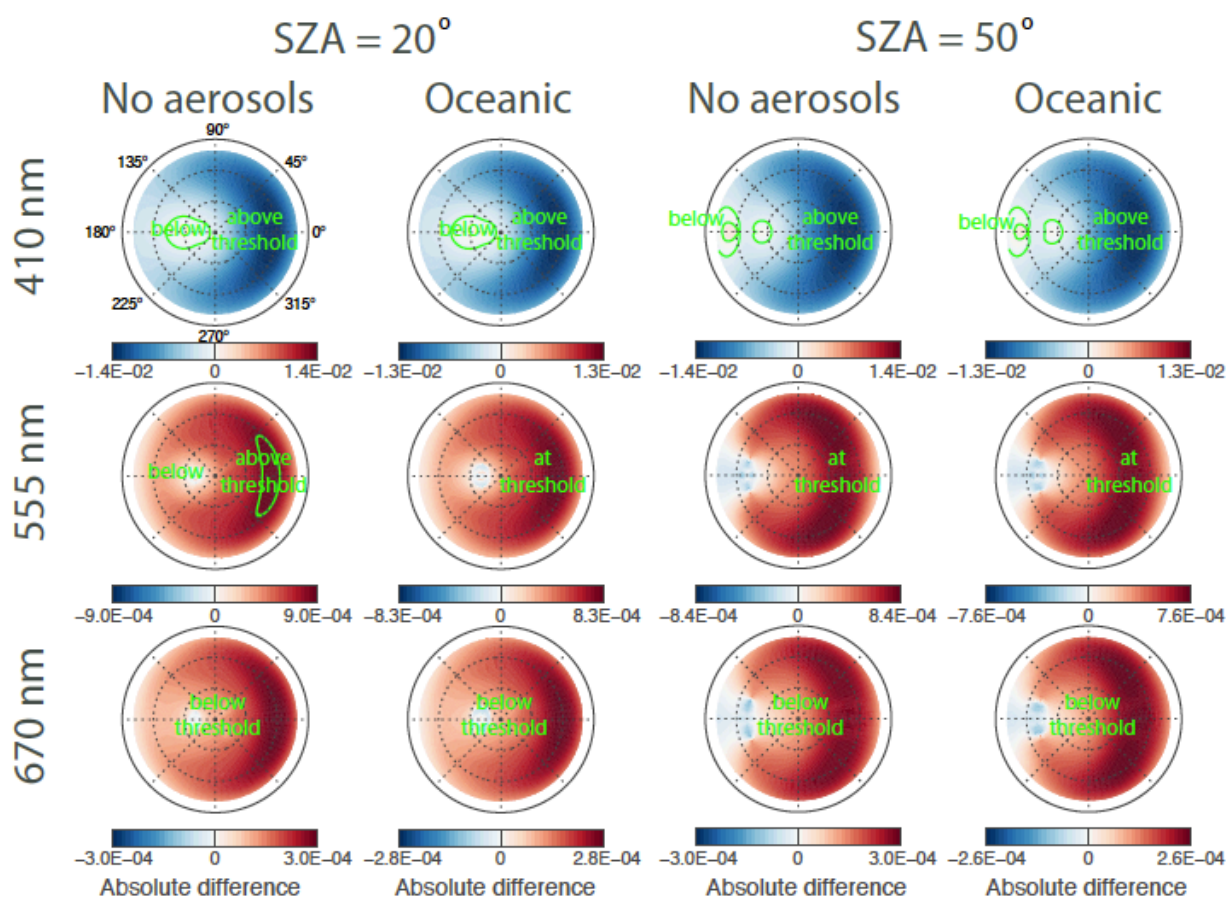 SZA = 20° SZA = 50°
No aerosols Oceanic No aerosols Oceanic
410 nm
90°
135° 45°
180° 0°
225° 315°
270°
below above threshold
below above threshold
below above threshold
below above threshold
−1.4E−02 0 1.4E−02 −1.3E−02 0 1.3E−02 −1.4E−02 0 1.4E−02 −1.3E−02 0 1.3E−02
555 nm
below above threshold
at threshold
at threshold
at threshold
−9.0E−04 0 9.0E−04 −8.3E−04 0 8.3E−04 −8.4E−04 0 8.4E−04 −7.6E−04 0 7.6E−04
670 nm
below threshold
below threshold
below threshold
below threshold
−3.0E−04 0 3.0E−04 −2.8E−04 0 2.8E−04 −3.0E−04 0 3.0E−04 −2.6E−04 0 2.6E−04
Absolute difference Absolute difference Absolute difference Absolute difference